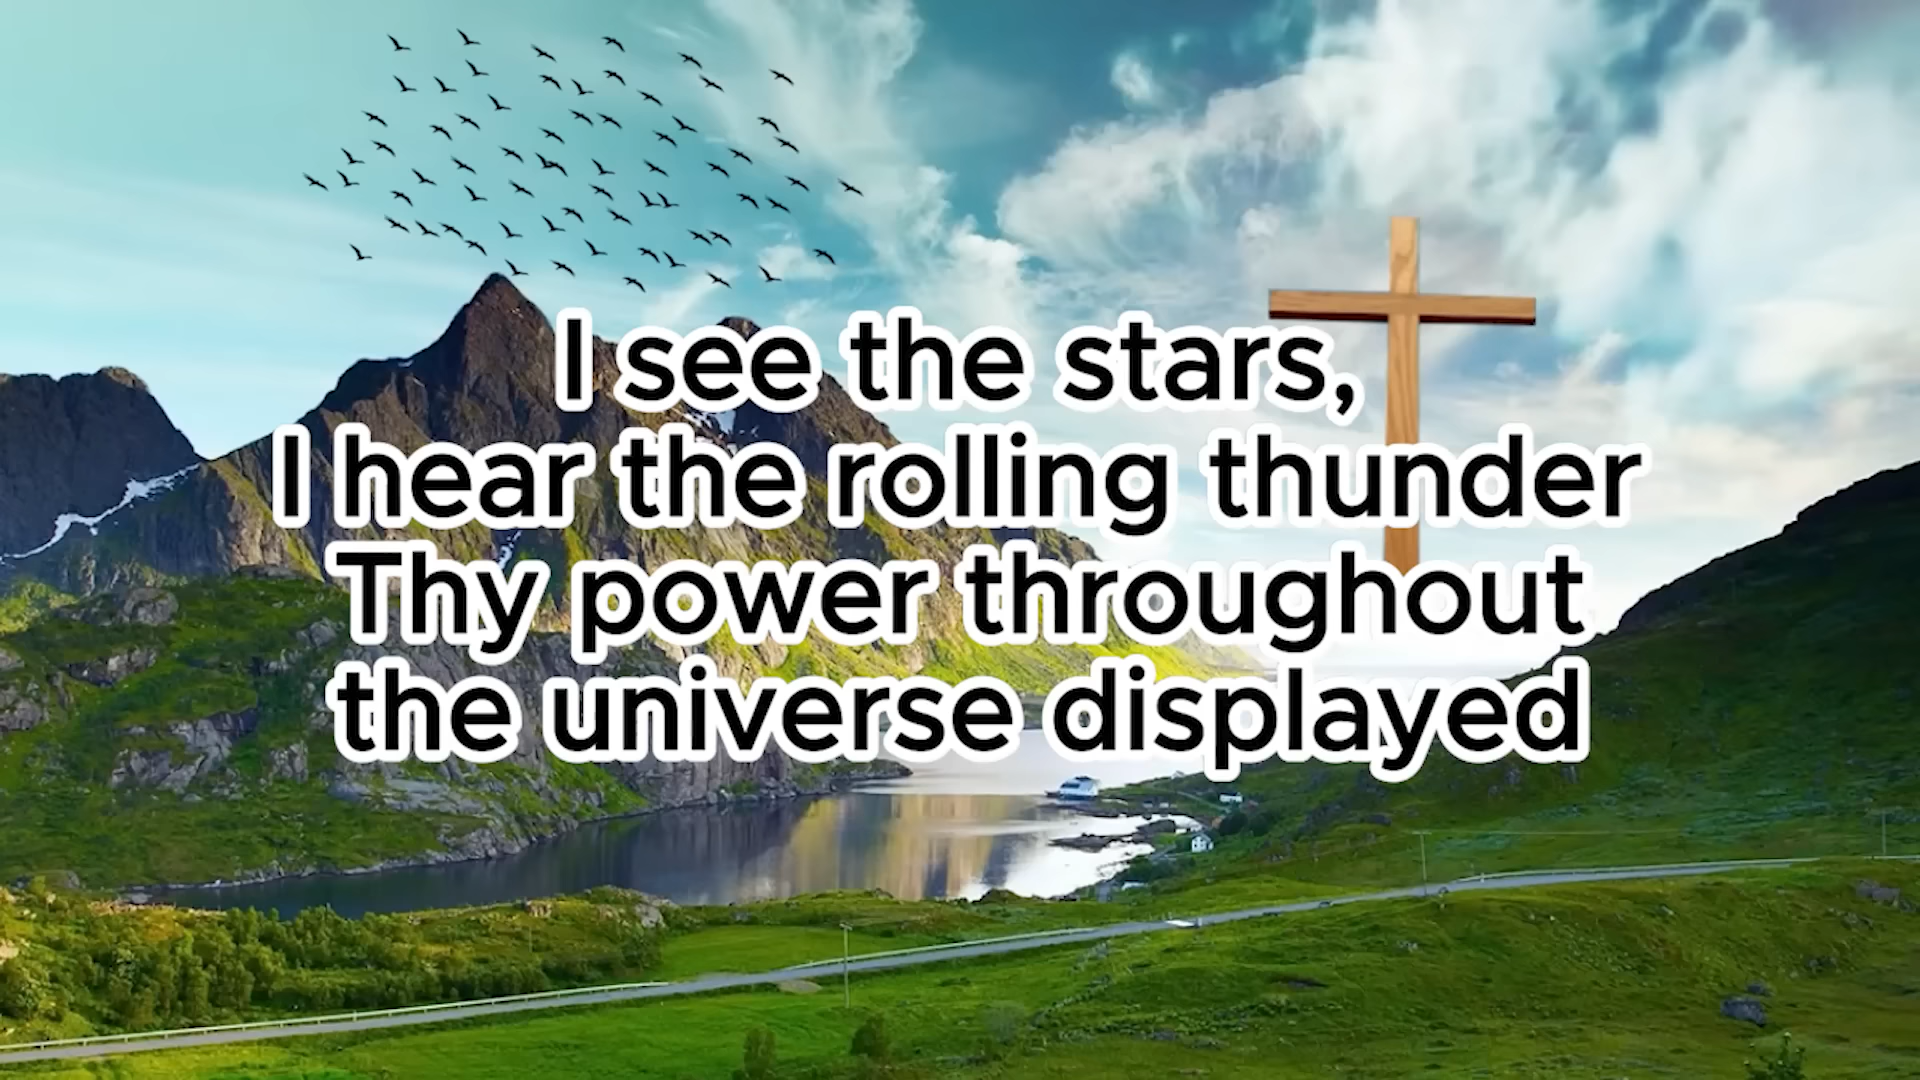 I see the stars,
I hear the rolling thunder
Thy power throughout
the universe displayed